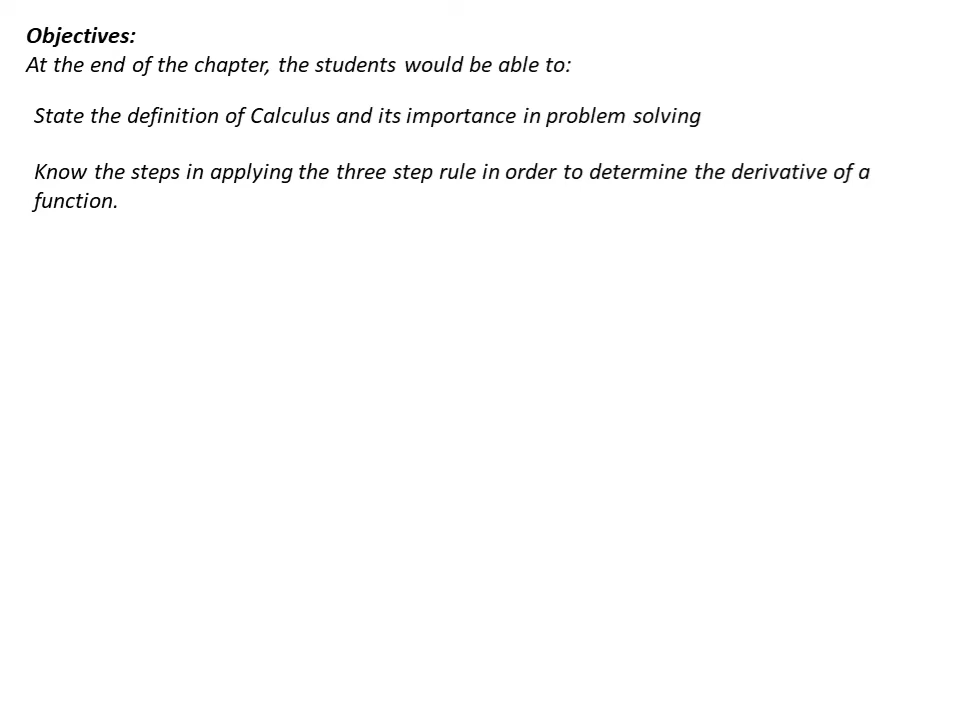 Objectives:
At the end of the chapter, the students would be able to:
State the definition of Calculus and its importance in problem solving
Know the steps in applying the three step rule in order to determine the derivative of a
function.